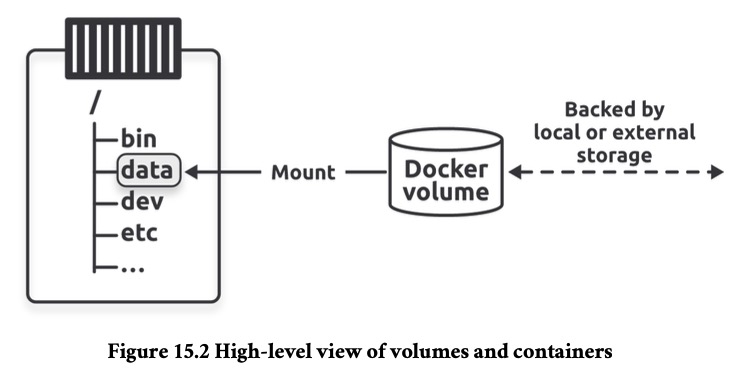 /
bin
data
dev
etc
...
Mount
Docker
volume
Backed by
local or external
storage
Figure 15.2 High-level view of volumes and containers